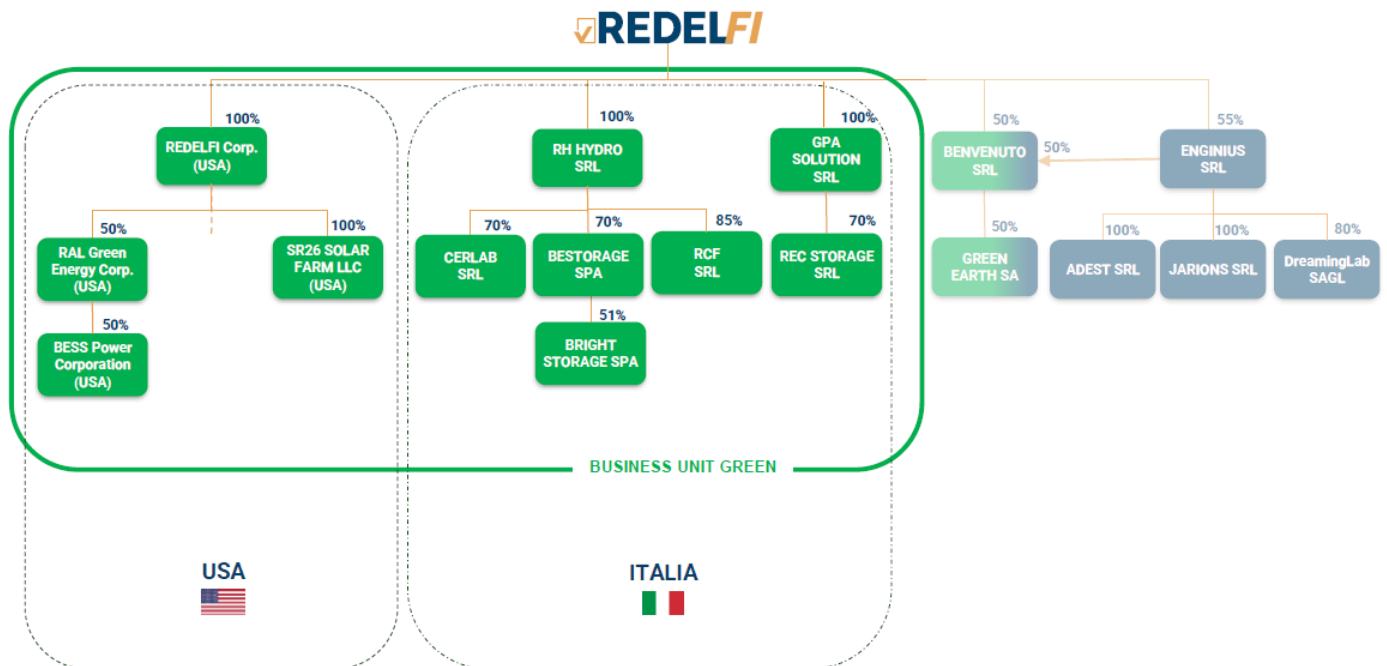 REDELFI
100%
REDELFI Corp.
(USA)
50%
RAL Green
Energy Corp.
(USA)
100%
SR26 SOLAR
FARM LLC
(USA)
50%
BESS Power
Corporation
(USA)
100%
RH HYDRO
SRL
100%
GPA
SOLUTION
SRL
70%
CERLAB
SRL
70%
BESTORAGE
SPA
85%
RCF
SRL
70%
REC STORAGE
SRL
51%
BRIGHT
STORAGE SPA
50%
BENVENUTO
SRL
50%
55%
ENGINIUS
SRL
50%
GREEN
EARTH SA
100%
ADEST SRL
100%
JARIONS SRL
80%
DreamingLab
SAGL
BUSINESS UNIT GREEN
USA
ITALIA